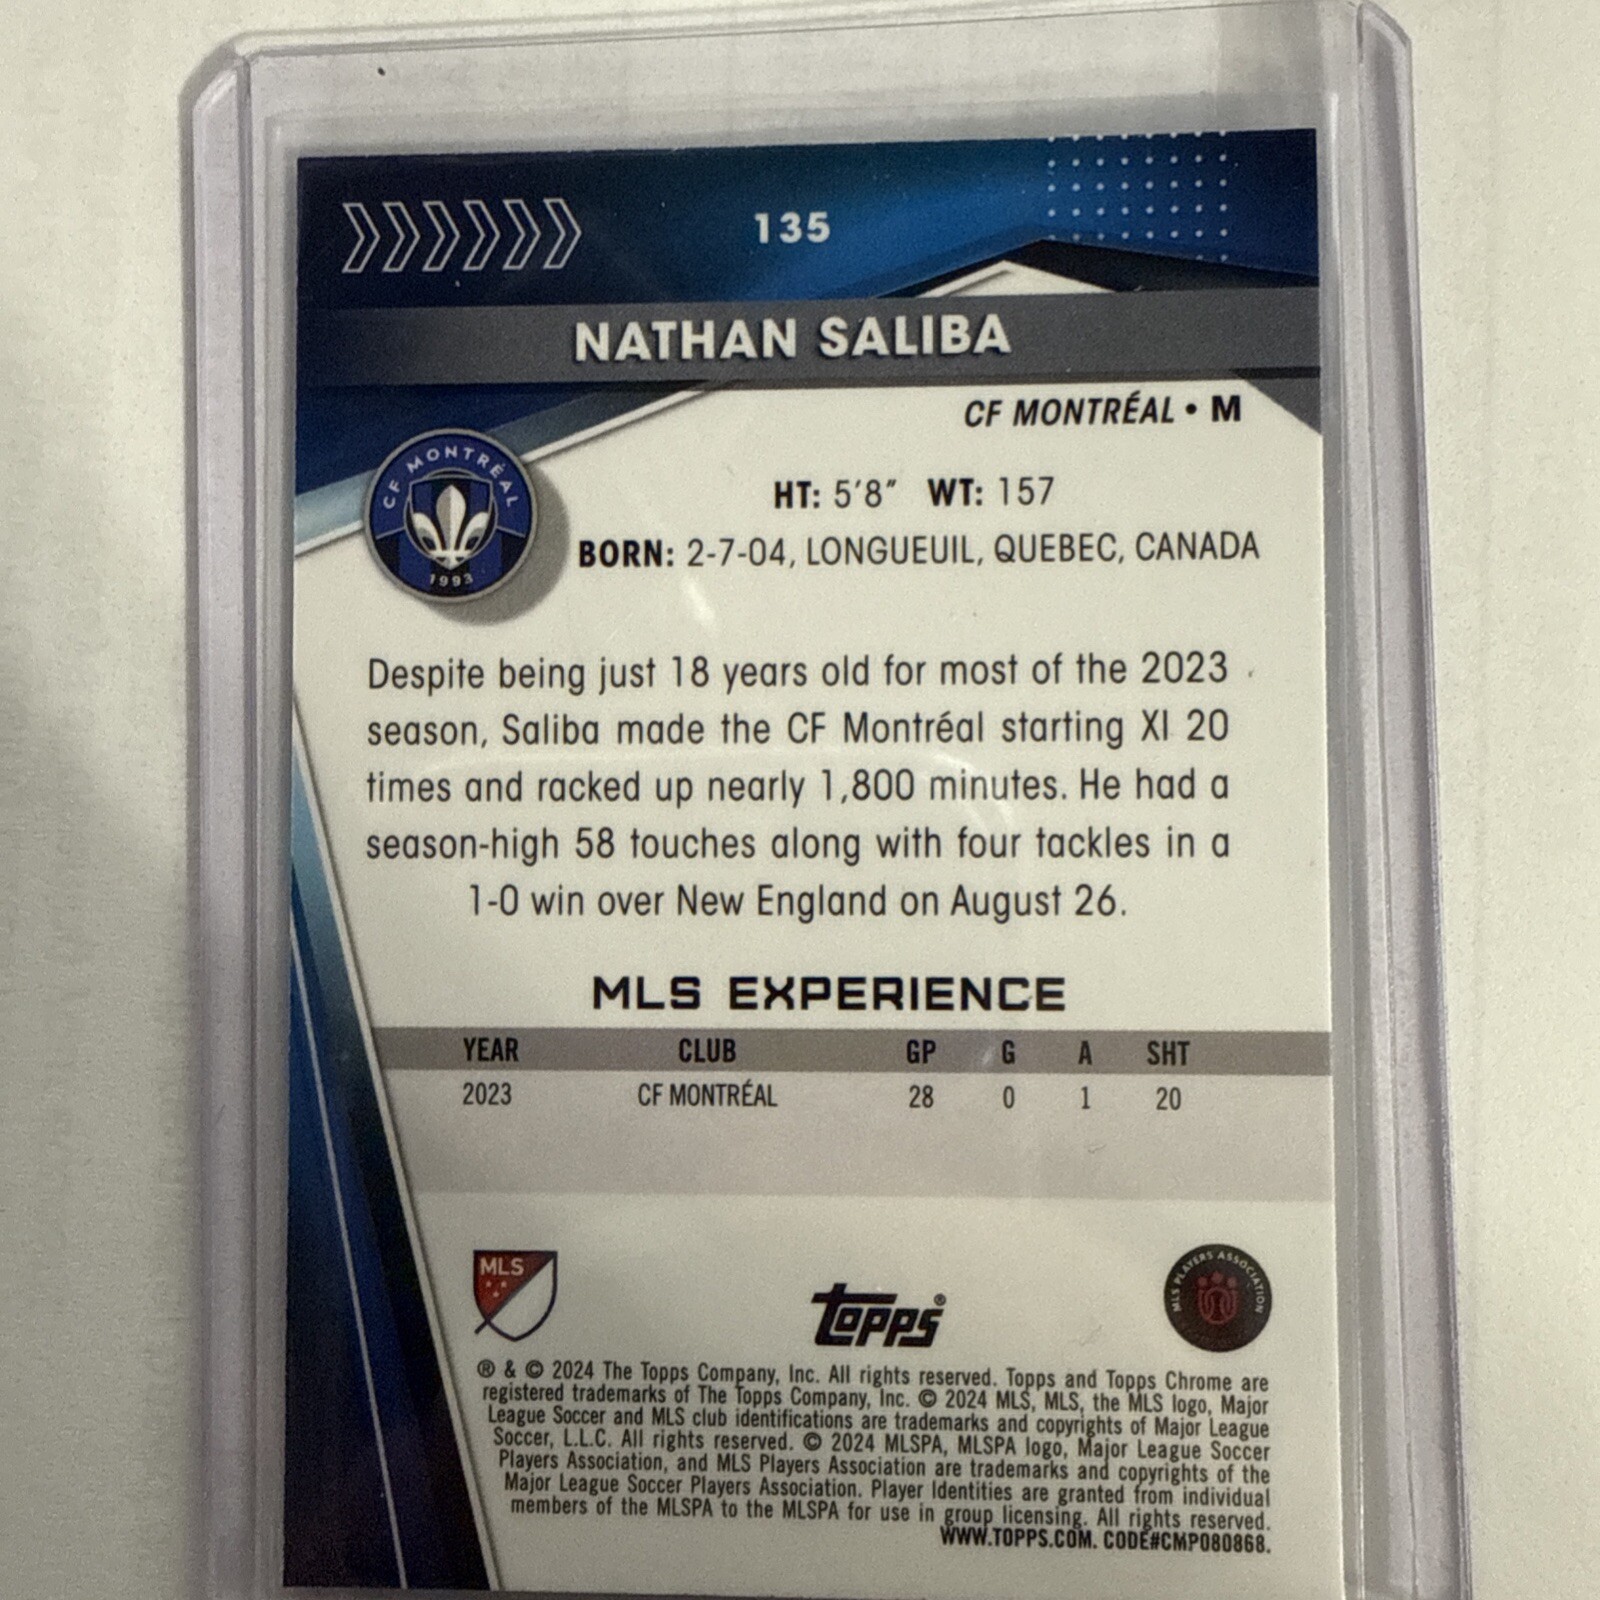 135
NATHAN SALIBA
CF MONTRÉAL • M
CF MONTRÉAL
1993
HT: 5'8" WT: 157
BORN: 2-7-04, LONGUEUIL, QUEBEC, CANADA
Despite being just 18 years old for most of the 2023
season, Saliba made the CF Montréal starting XI 20
times and racked up nearly 1,800 minutes. He had a
season-high 58 touches along with four tackles in a
1-0 win over New England on August 26.
MLS EXPERIENCE
YEAR CLUB GP G A SHT
2023 CF MONTRÉAL 28 0 1 20
MLS
topps®
MLS PLAYERS ASSOCIATION
® & © 2024 The Topps Company, Inc. All rights reserved. Topps and Topps Chrome are
registered trademarks of The Topps Company, Inc. © 2024 MLS, MLS, the MLS logo, Major
League Soccer and MLS club identifications are trademarks and copyrights of Major League
Soccer, L.L.C. All rights reserved. © 2024 MLSPA, MLSPA logo, Major League Soccer
Players Association, and MLS Players Association are trademarks and copyrights of the
Major League Soccer Players Association. Player Identities are granted from individual
members of the MLSPA to the MLSPA for use in group licensing. All rights reserved.
WWW.TOPPS.COM. CODE#CMP080868.